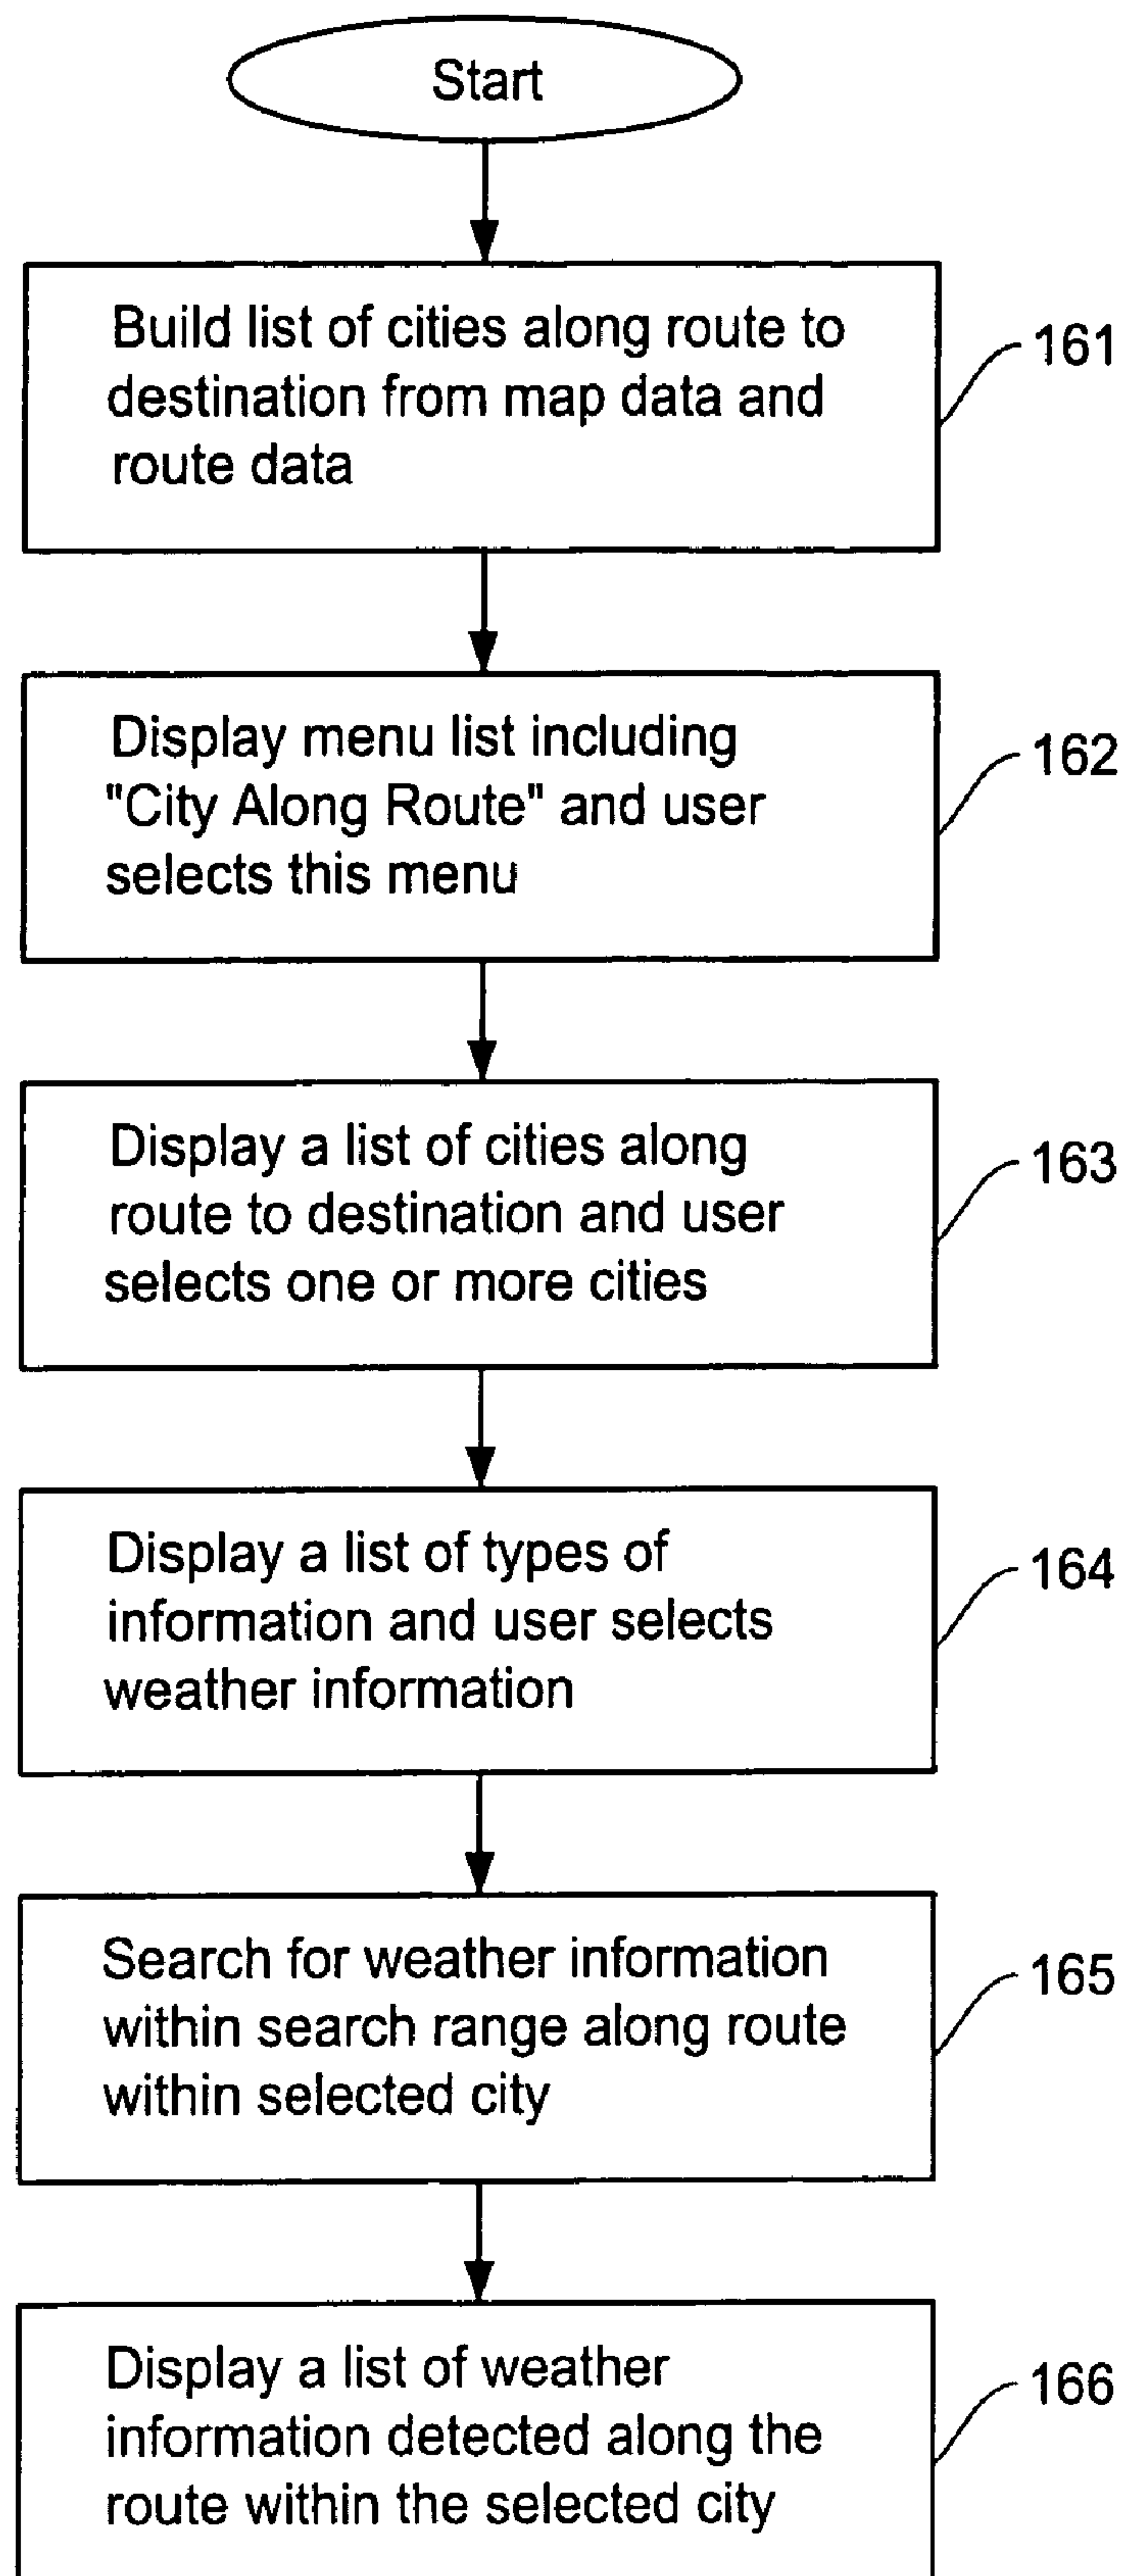 Start
Build list of cities along route to
destination from map data and
route data
161
Display menu list including
"City Along Route" and user
selects this menu
162
Display a list of cities along
route to destination and user
selects one or more cities
163
Display a list of types of
information and user selects
weather information
164
Search for weather information
within search range along route
within selected city
165
Display a list of weather
information detected along the
route within the selected city
166